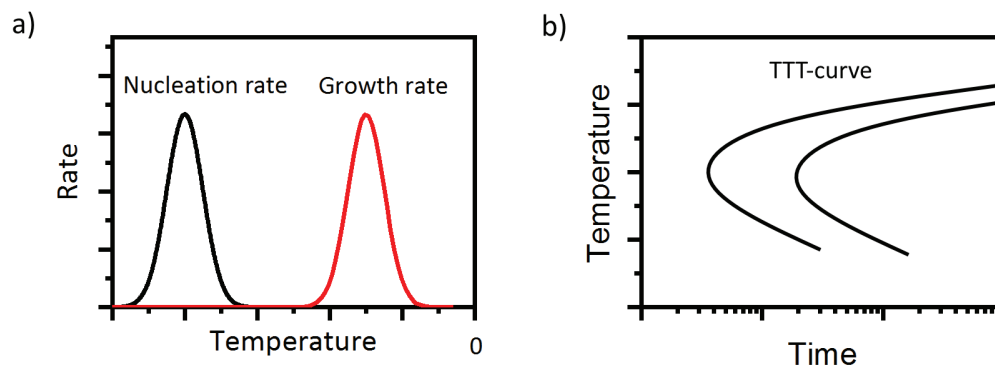 a)
Nucleation rate
Growth rate
Rate
Temperature
0
b)
TTT-curve
Temperature
Time